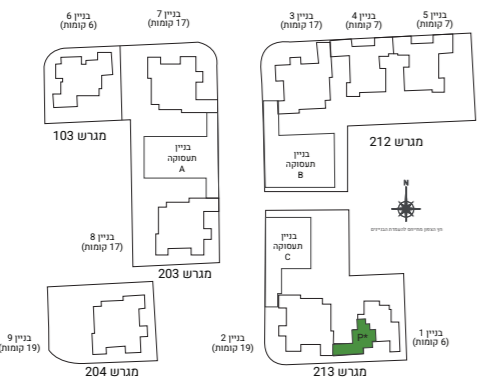 בניין 6
(6 קומות)
בניין 7
(17 קומות)
בניין 3
(17 קומות)
בניין 4
(7 קומות)
בניין 5
(7 קומות)
מגרש 103
בניין
תעסוקה
A
בניין
תעסוקה
B
מגרש 212
N
בניין 8
(17 קומות)
מגרש 203
בניין
תעסוקה
C
בניין 9
(19 קומות)
מגרש 204
בניין 2
(19 קומות)
P*
בניין 1
(6 קומות)
מגרש 213